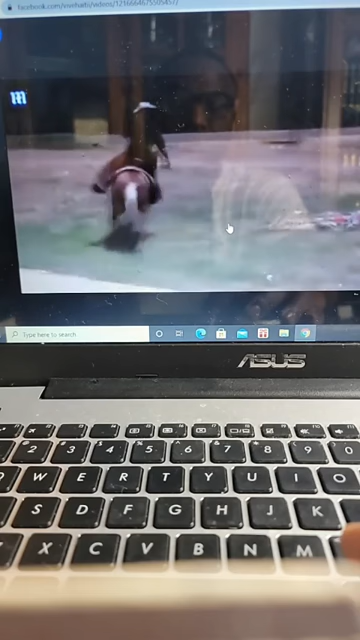 facebook.com/
Type here to search
ASUS
2 3 4 5 6 7 8 9 0
W E R T Y U I O
S D F G H J K
X C V B N M